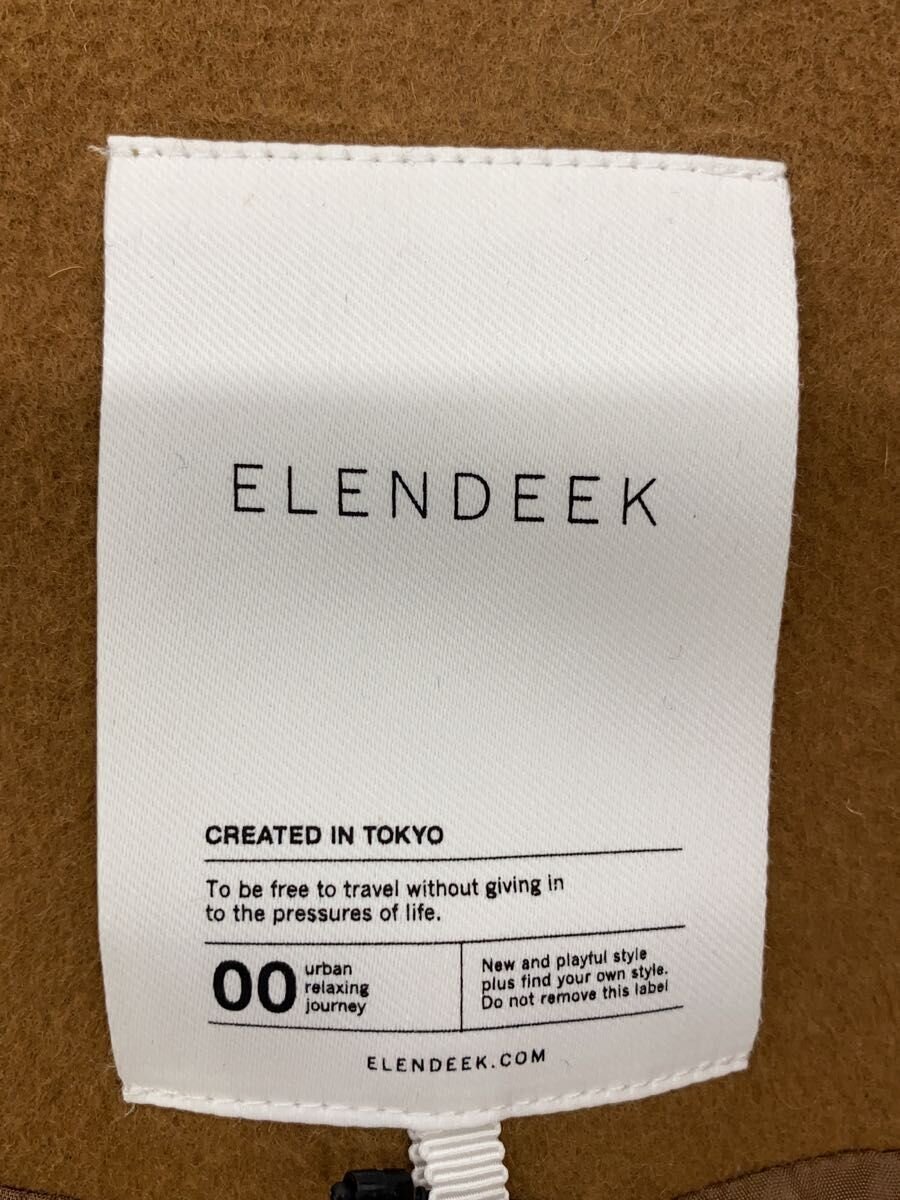 ELENDEEK
CREATED IN TOKYO
To be free to travel without giving in
to the pressures of life.
00
urban
relaxing
journey
New and playful style
plus find your own style.
Do not remove this label
ELENDEEK.COM